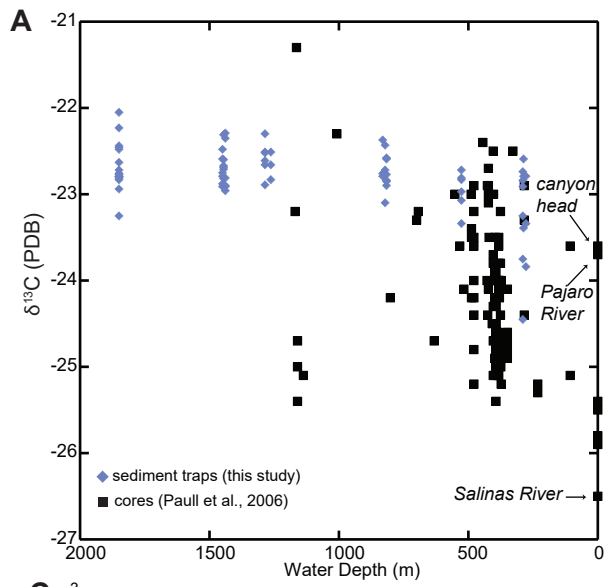 A
-21
-22
-23
-24
-25
-26
-27
δ¹³C (PDB)
canyon
head
Pajaro
River
sediment traps (this study)
cores (Paull et al., 2006)
Salinas River
2000 1500 1000 500 0
Water Depth (m)